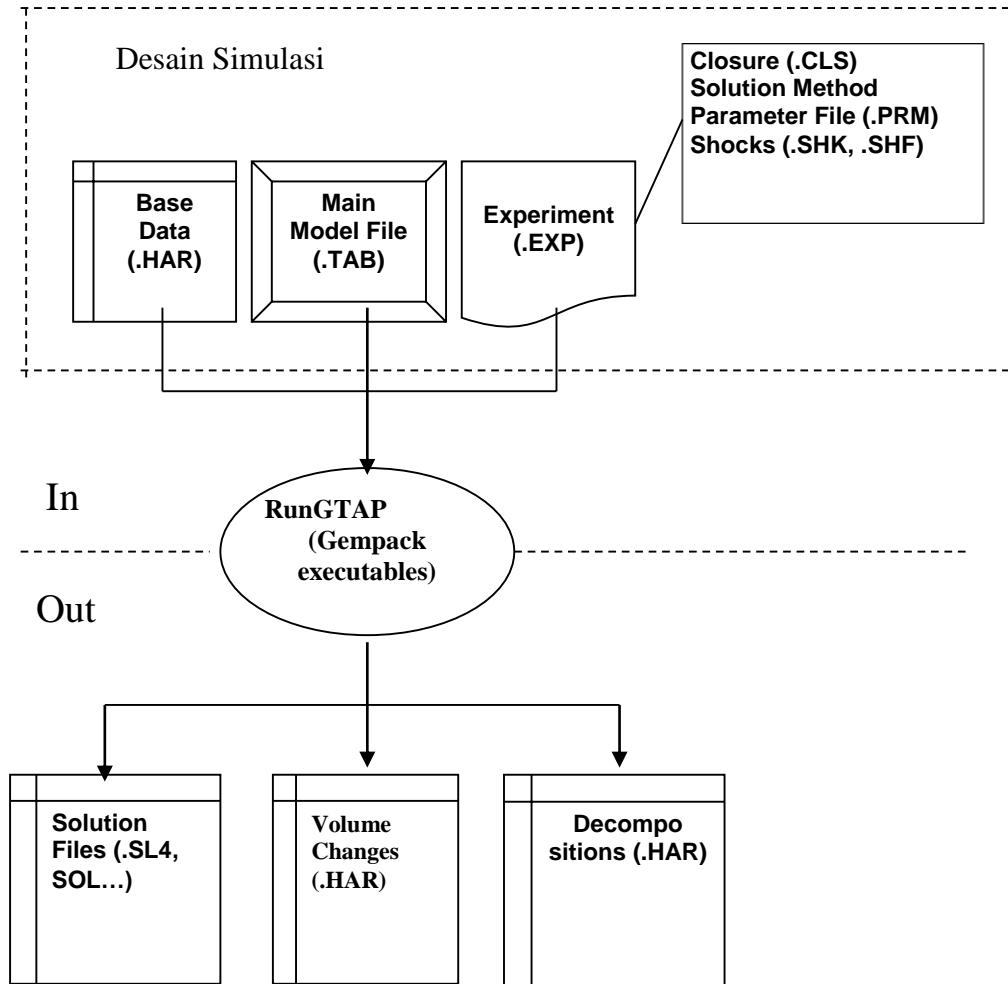 Desain Simulasi
Closure (.CLS)
Solution Method
Parameter File (.PRM)
Shocks (.SHK, .SHF)
Base
Data
(.HAR)
Main
Model File
(.TAB)
Experiment
(.EXP)
In
RunGTAP
(Gempack
executables)
Out
Solution
Files (.SL4,
SOL…)
Volume
Changes
(.HAR)
Decompo
sitions (.HAR)